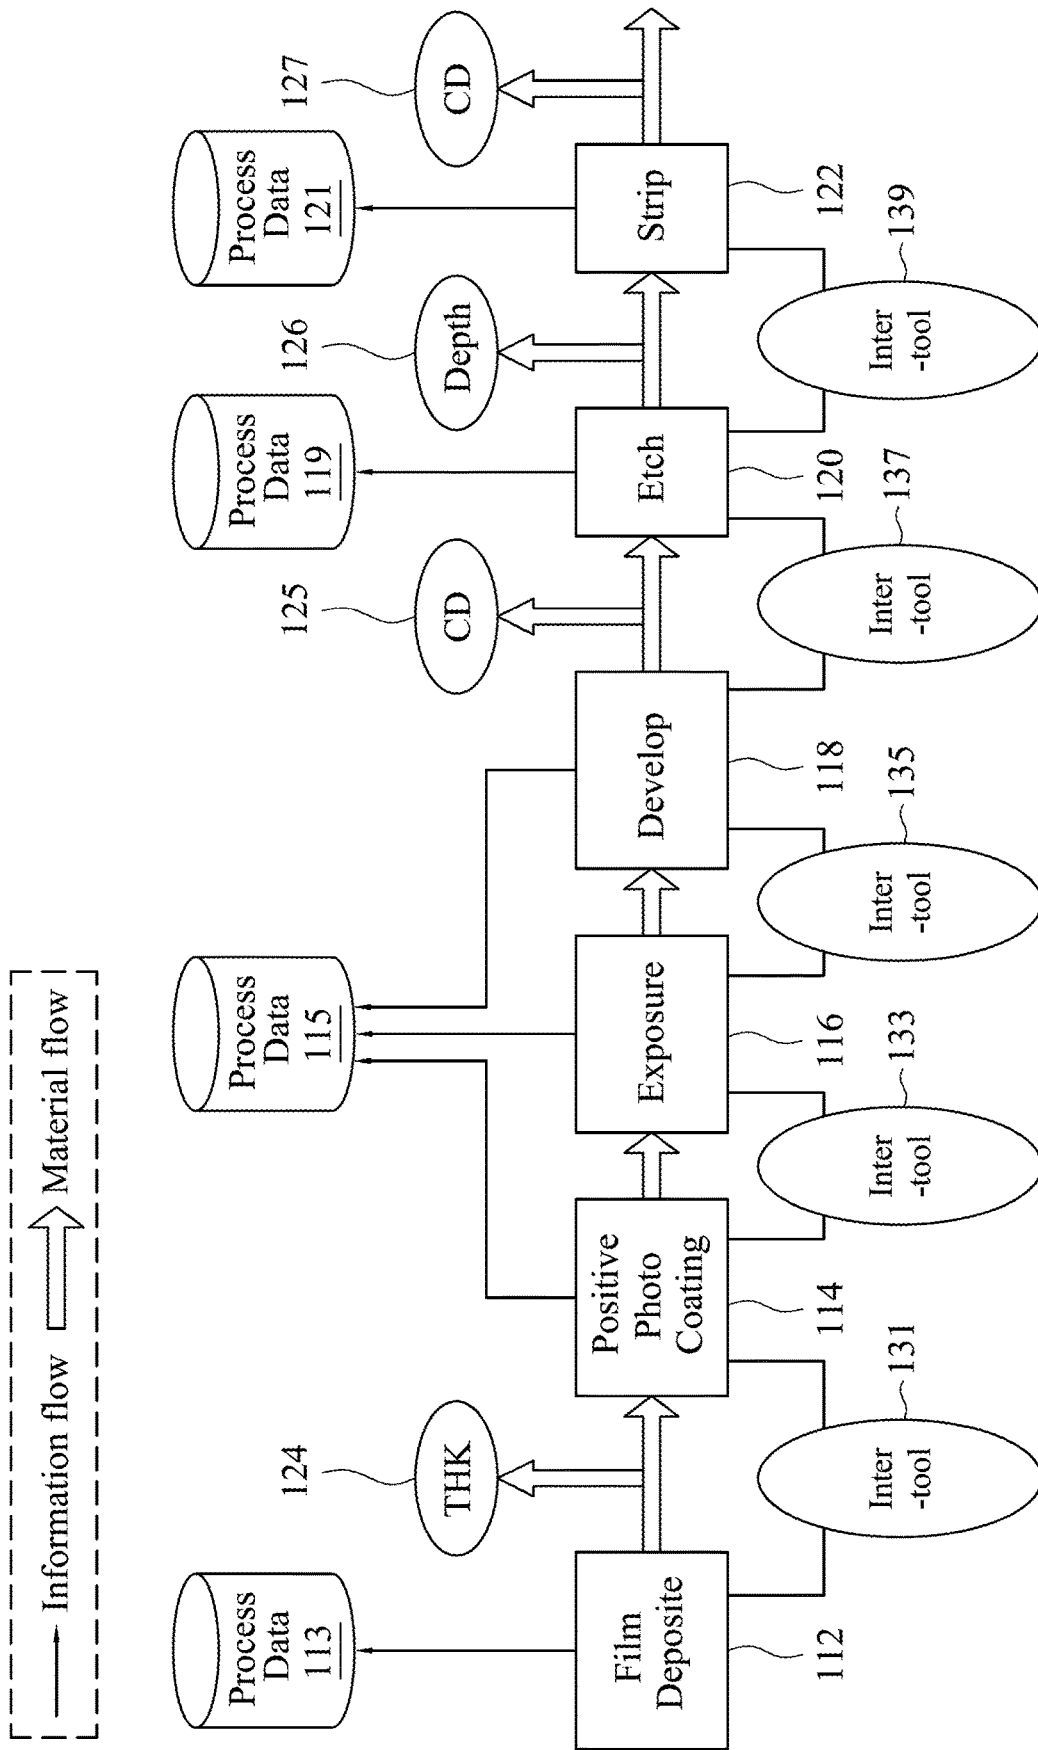 Information flow
Material flow
Process
Data
113
Process
Data
115
Process
Data
119
Process
Data
121
124
THK
125
CD
126
Depth
127
CD
Film
Deposite
112
Positive
Photo
Coating
114
Exposure
116
Develop
118
Etch
120
Strip
122
Inter
-tool
131
Inter
-tool
133
Inter
-tool
135
Inter
-tool
137
Inter
-tool
139